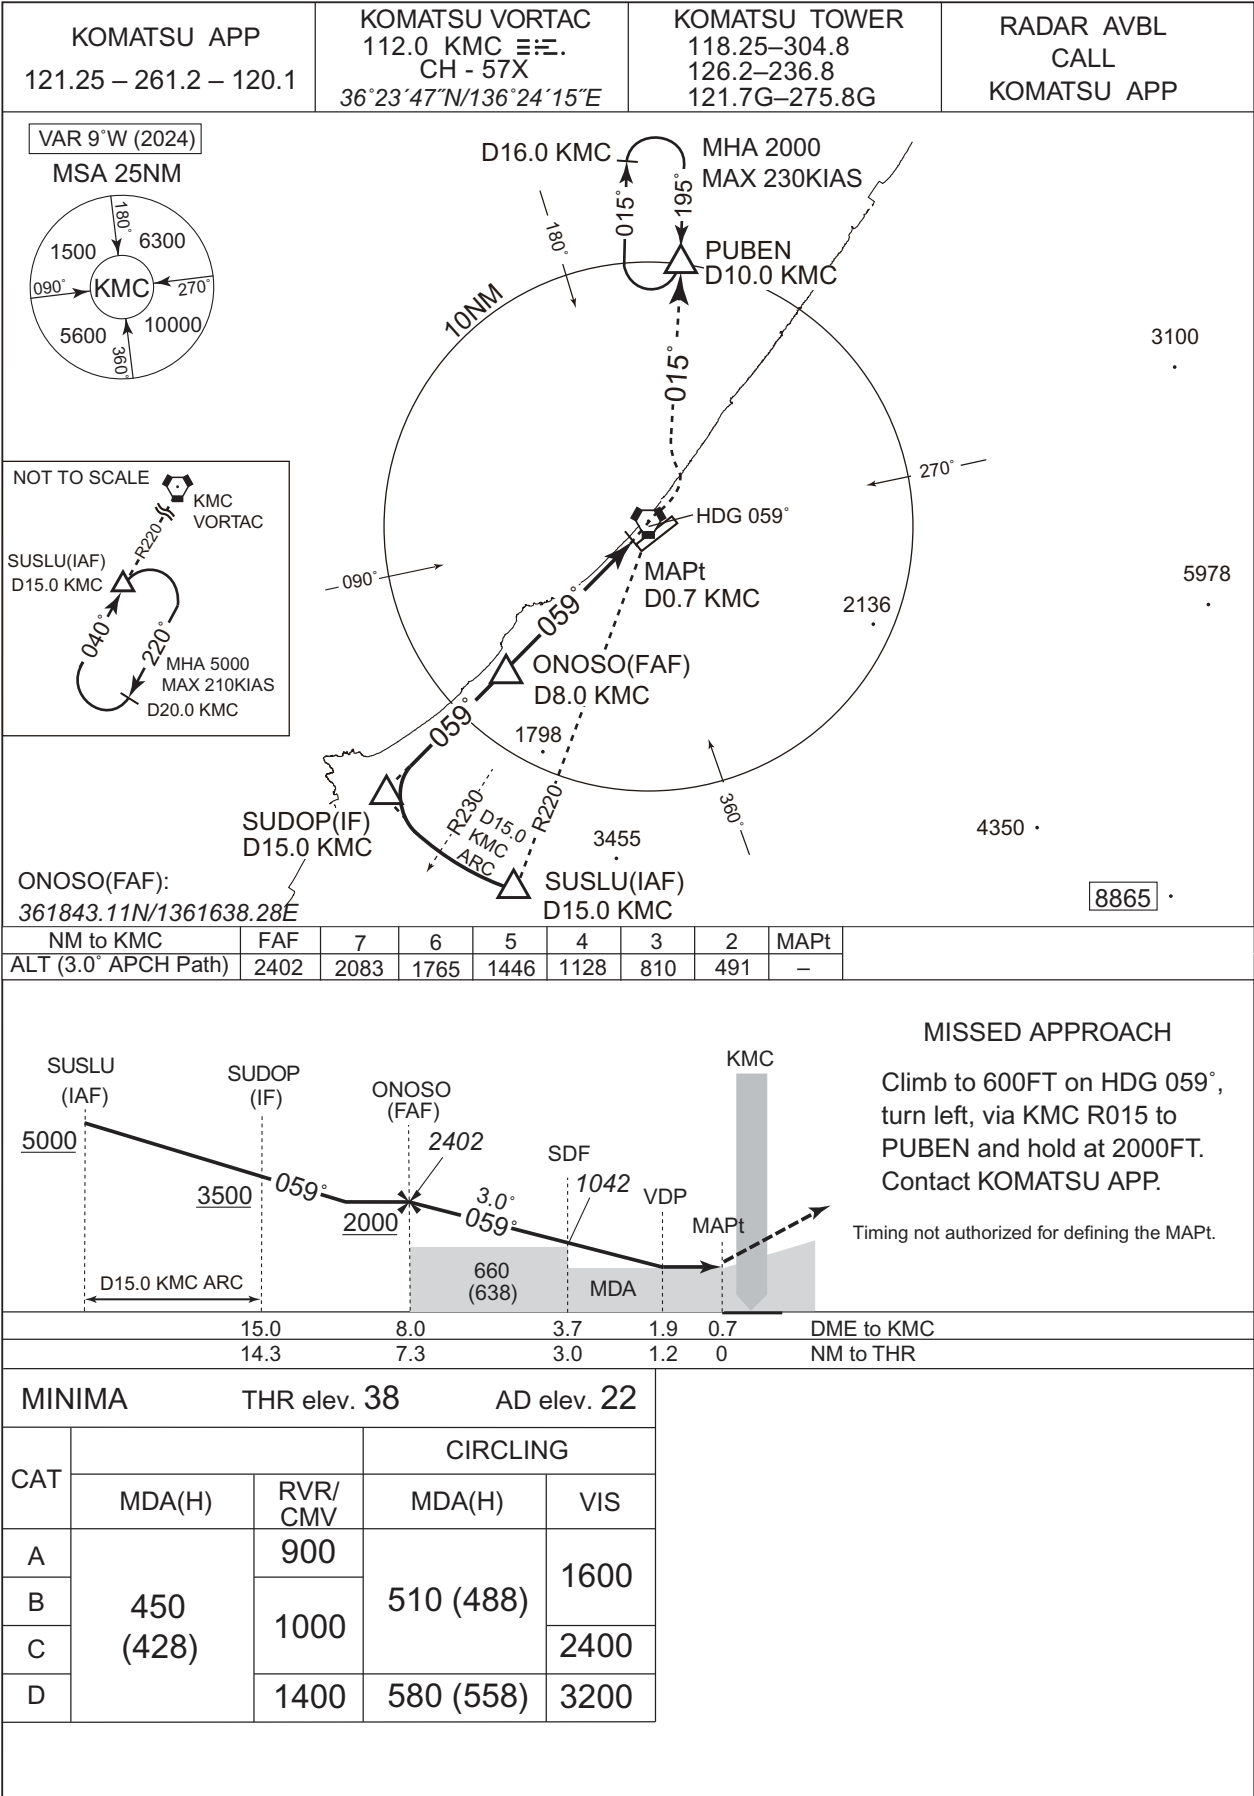 KOMATSU APP
121.25 – 261.2 – 120.1
KOMATSU VORTAC
112.0 KMC
CH - 57X
36˚23´47˝N/136˚24´15˝E
KOMATSU TOWER
118.25–304.8
126.2–236.8
121.7G–275.8G
RADAR AVBL
CALL
KOMATSU APP
VAR 9˚W (2024)
MSA 25NM
180˚
1500
6300
090˚
KMC
270˚
5600
10000
360˚
D16.0 KMC
MHA 2000
MAX 230KIAS
015˚
195˚
PUBEN
D10.0 KMC
180˚
10NM
015˚
3100
270˚
NOT TO SCALE
KMC
VORTAC
R220
SUSLU(IAF)
D15.0 KMC
040˚
220˚
MHA 5000
MAX 210KIAS
D20.0 KMC
HDG 059˚
MAPt
D0.7 KMC
090˚
5978
2136
059˚
ONOSO(FAF)
D8.0 KMC
059˚
1798
R230
D15.0
KMC
ARC
R220
360˚
SUDOP(IF)
D15.0 KMC
3455
4350
SUSLU(IAF)
D15.0 KMC
8865
ONOSO(FAF):
361843.11N/1361638.28E
NM to KMC FAF 7 6 5 4 3 2 MAPt
ALT (3.0˚ APCH Path) 2402 2083 1765 1446 1128 810 491 –
SUSLU
(IAF)
5000
SUDOP
(IF)
3500
059˚
ONOSO
(FAF)
2402
2000
3.0˚
059˚
SDF
1042
VDP
MAPt
KMC
660
(638)
MDA
D15.0 KMC ARC
MISSED APPROACH
Climb to 600FT on HDG 059˚,
turn left, via KMC R015 to
PUBEN and hold at 2000FT.
Contact KOMATSU APP.
Timing not authorized for defining the MAPt.
15.0 8.0 3.7 1.9 0.7 DME to KMC
14.3 7.3 3.0 1.2 0 NM to THR
MINIMA THR elev. 38 AD elev. 22
CAT
CIRCLING
MDA(H)
RVR/
CMV
MDA(H)
VIS
A
B
C
D
450
(428)
900
1000
1400
510 (488)
580 (558)
1600
2400
3200